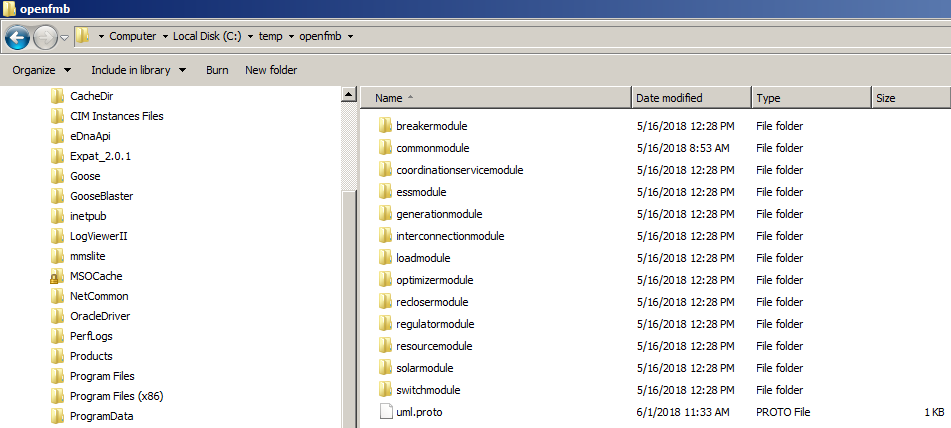 openfmb
Computer Local Disk (C:) temp openfmb
Organize Include in library Burn New folder
CacheDir
CIM Instances Files
eDnaApi
Expat_2.0.1
Goose
GooseBlaster
inetpub
LogViewerII
mmslite
MSOCache
NetCommon
OracleDriver
PerfLogs
Products
Program Files
Program Files (x86)
ProgramData
Name Date modified Type Size
breakermodule 5/16/2018 12:28 PM File folder
commonmodule 5/16/2018 8:53 AM File folder
coordinationservicemodule 5/16/2018 12:28 PM File folder
essmodule 5/16/2018 12:28 PM File folder
generationmodule 5/16/2018 12:28 PM File folder
interconnectionmodule 5/16/2018 12:28 PM File folder
loadmodule 5/16/2018 12:28 PM File folder
optimizermodule 5/16/2018 12:28 PM File folder
reclosermodule 5/16/2018 12:28 PM File folder
regulatormodule 5/16/2018 12:28 PM File folder
resourcemodule 5/16/2018 12:28 PM File folder
solarmodule 5/16/2018 12:28 PM File folder
switchmodule 5/16/2018 12:28 PM File folder
uml.proto 6/1/2018 11:33 AM PROTO File 1 KB